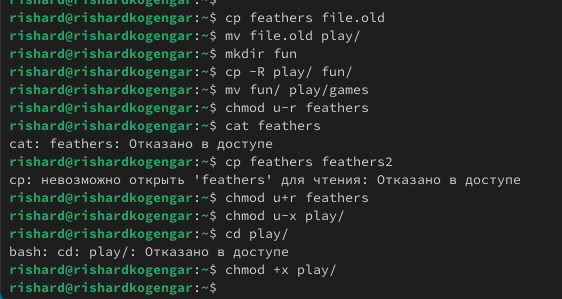 rishard@rishardkogengar:~$ cp feathers file.old
rishard@rishardkogengar:~$ mv file.old play/
rishard@rishardkogengar:~$ mkdir fun
rishard@rishardkogengar:~$ cp -R play/ fun/
rishard@rishardkogengar:~$ mv fun/ play/games
rishard@rishardkogengar:~$ chmod u-r feathers
rishard@rishardkogengar:~$ cat feathers
cat: feathers: Отказано в доступе
rishard@rishardkogengar:~$ cp feathers feathers2
cp: невозможно открыть 'feathers' для чтения: Отказано в доступе
rishard@rishardkogengar:~$ chmod u+r feathers
rishard@rishardkogengar:~$ chmod u-x play/
rishard@rishardkogengar:~$ cd play/
bash: cd: play/: Отказано в доступе
rishard@rishardkogengar:~$ chmod +x play/
rishard@rishardkogengar:~$